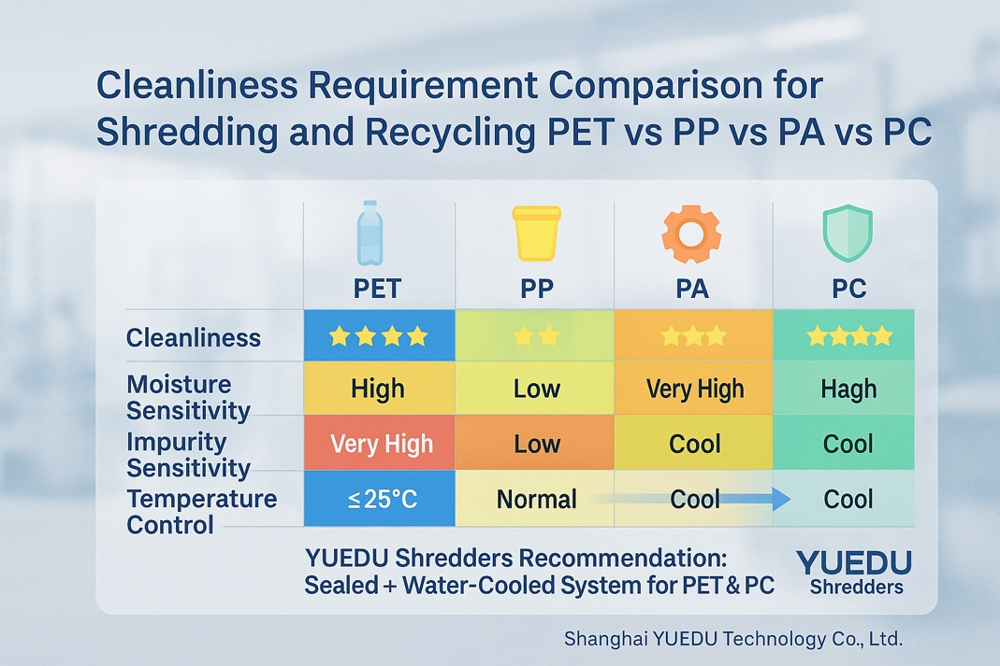 Cleanliness Requirement Comparison for
Shredding and Recycling PET vs PP vs PA vs PC
PET PP PA PC
Cleanliness
Moisture
Sensitivity
High Low Very High Hagh
Impurity
Sensitivity
Very High Low Cool Cool
Temperature
Control
≤25°C Normal Cool Cool
YUEDU Shredders Recommendation:
Sealed + Water-Cooled System for PET & PC
YUEDU
Shredders
Shanghai YUEDU Technology Co., Ltd.